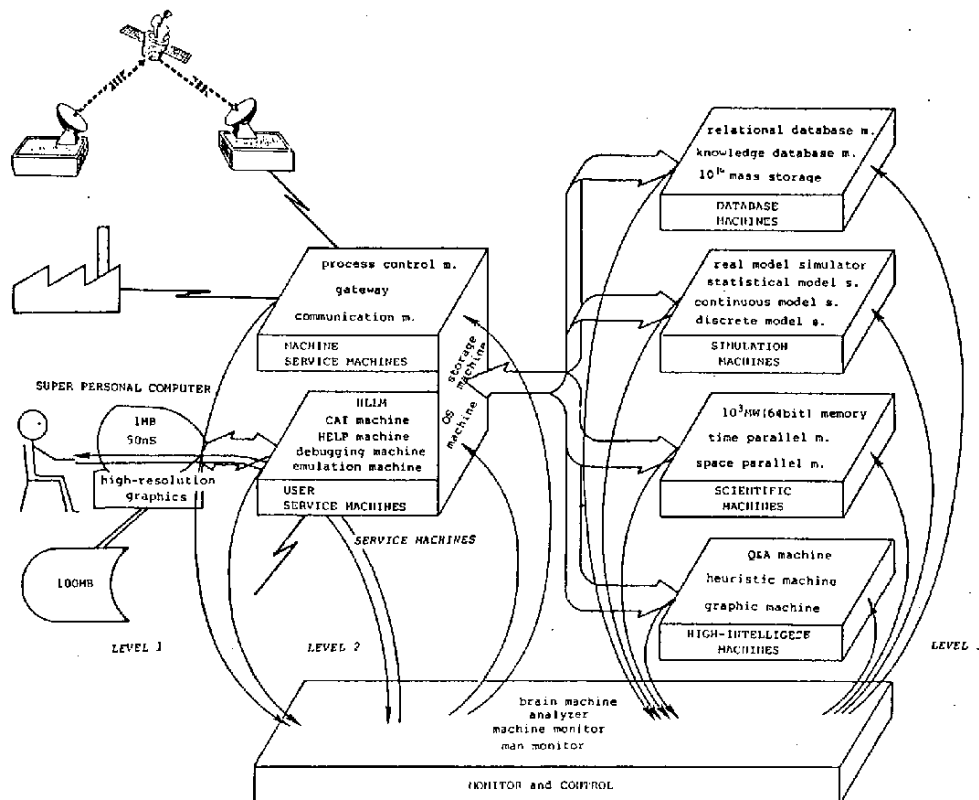 relational database m.
knowledge database m.
10¹⁴ mass storage
DATABASE
MACHINES
process control m.
gateway
communication m.
MACHINE
SERVICE MACHINES
storage
machine
OS
machine
real model simulator
statistical model s.
continuous model s.
discrete model s.
SIMULATION
MACHINES
SUPER PERSONAL COMPUTER
1MB
50nS
high-resolution
graphics
100MB
HLLM
CAI machine
HELP machine
debugging machine
emulation machine
USER
SERVICE MACHINES
SERVICE MACHINES
10³MW(64bit) memory
time parallel m.
space parallel m.
SCIENTIFIC
MACHINES
Q&A machine
heuristic machine
graphic machine
HIGH-INTELLIGECE
MACHINES
LEVEL 1
LEVEL 2
LEVEL
brain machine
analyzer
machine monitor
man monitor
MONITOR and CONTROL